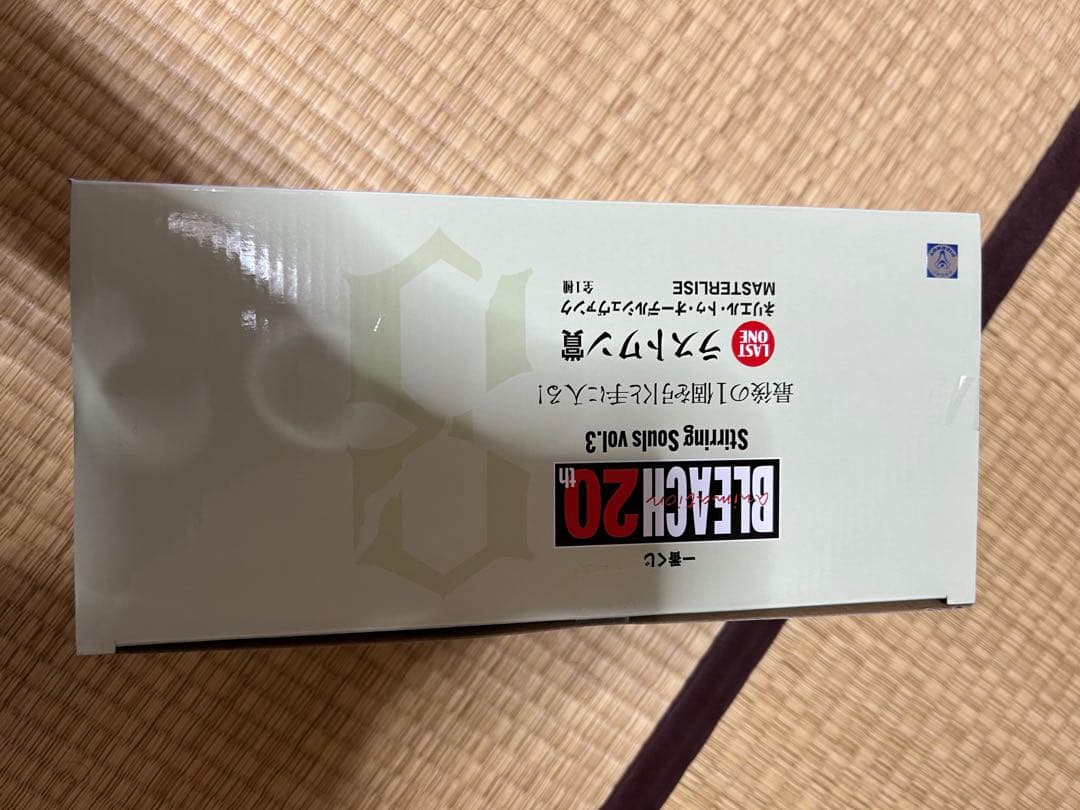 一番くじ
BLEACH 20th
animation
Stirring Souls vol.3
最後の1個を引くと手に入る!
LAST
ONE
ラストワン賞
ネリエル・トゥ・オーデルシュヴァンク
MASTERLISE
全1種
3